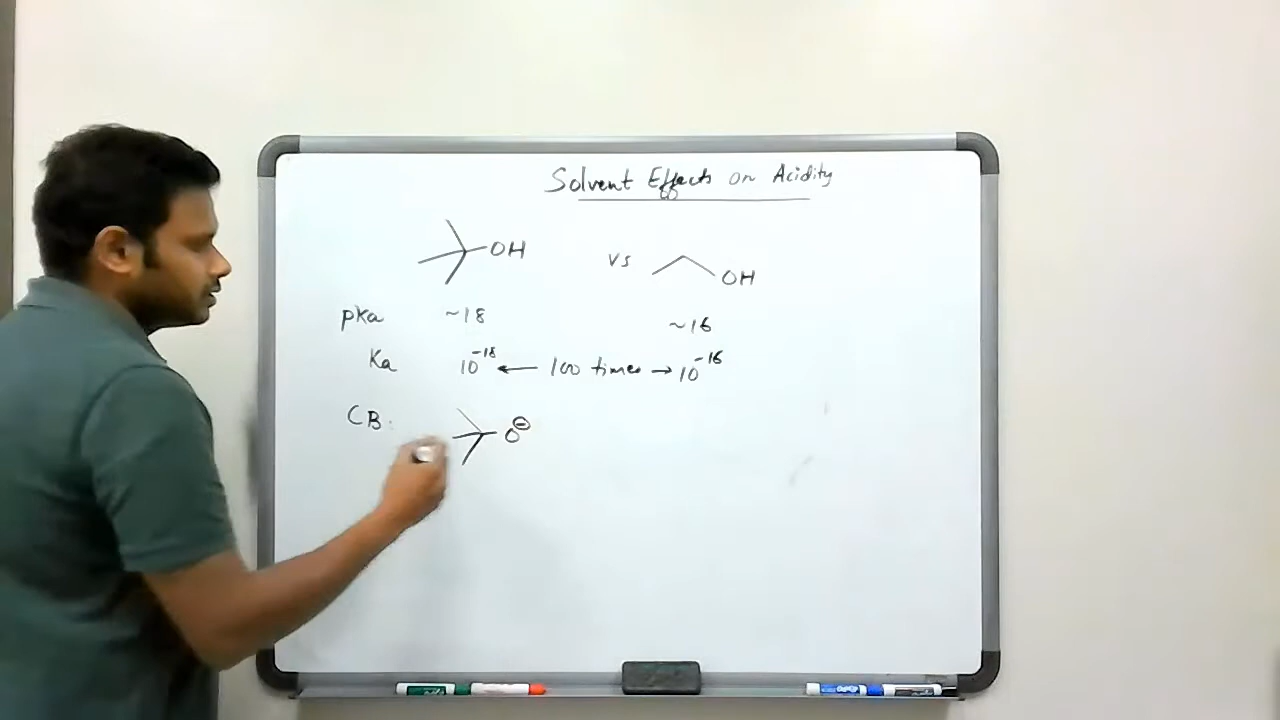 Solvent Effects on Acidity
OH vs OH
pKa ~18 ~16
Ka 10⁻¹⁸ ← 100 times → 10⁻¹⁶
CB: O⊖